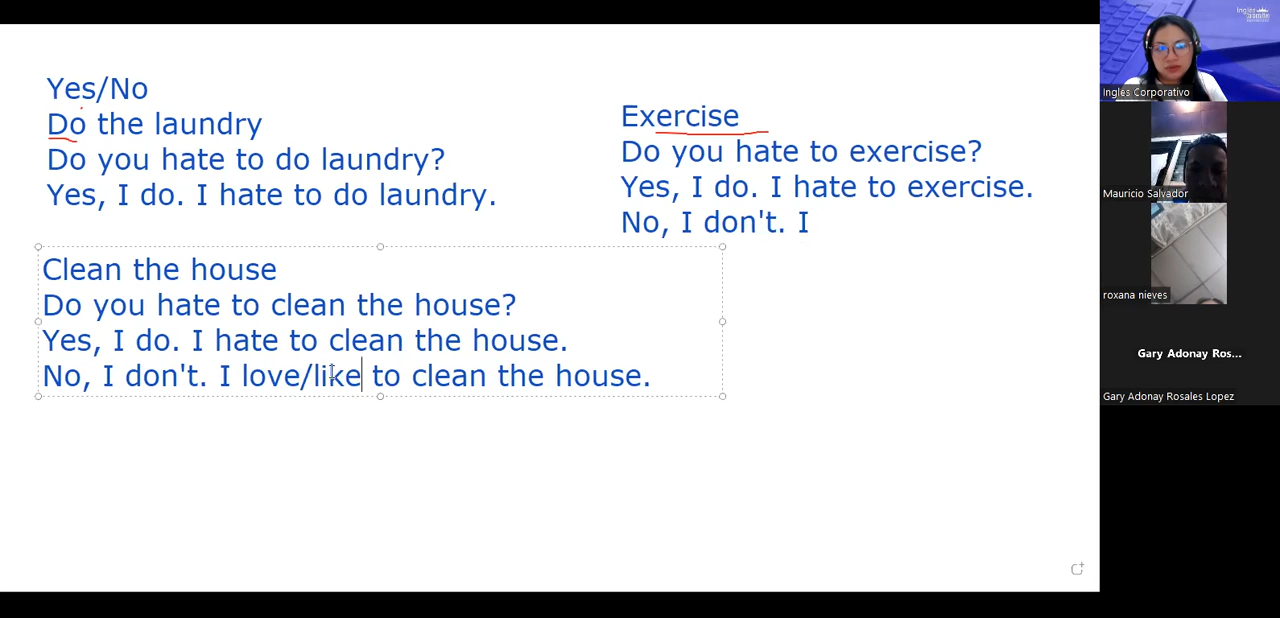 Yes/No
Do the laundry
Do you hate to do laundry?
Yes, I do. I hate to do laundry.
Exercise
Do you hate to exercise?
Yes, I do. I hate to exercise.
No, I don't. I
Clean the house
Do you hate to clean the house?
Yes, I do. I hate to clean the house.
No, I don't. I love/like to clean the house.
Ingles Corporativo
Mauricio Salvador
roxana nieves
Gary Adonay Ros...
Gary Adonay Rosales Lopez